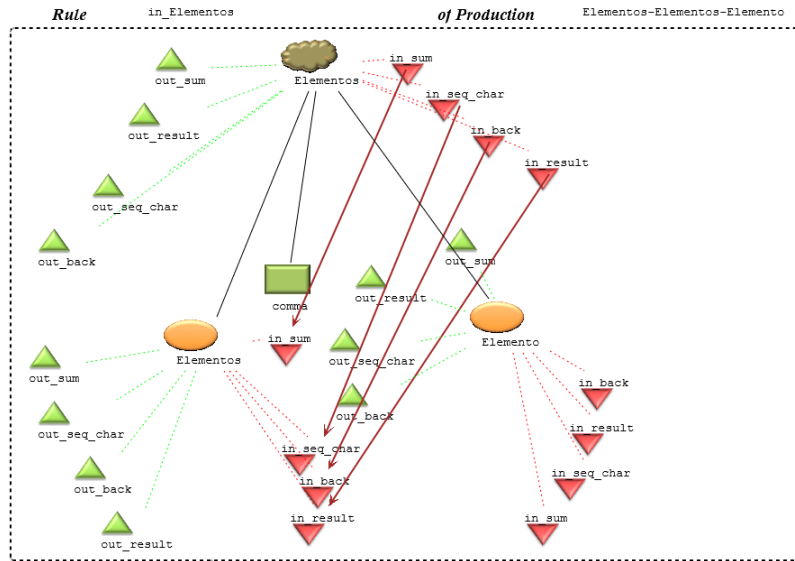 Rule in_Elementos of Production Elementos-Elementos-Elemento
in_sum
out_sum
Elementos
in_seq_char
out_result
in_back
in_result
out_seq_char
out_back
out_sum
out_result
comma
in_sum
Elementos
Elemento
out_seq_char
out_sum
in_back
out_back
in_result
out_seq_char
in_seq_char
in_seq_char
in_back
out_back
in_result
in_sum
out_result